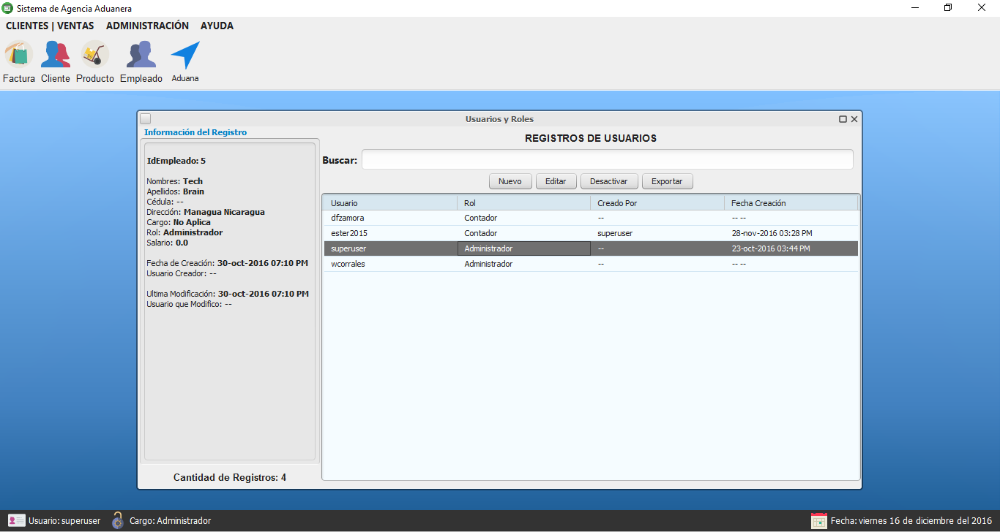 Sistema de Agencia Aduanera
CLIENTES | VENTAS ADMINISTRACIÓN AYUDA
Factura Cliente Producto Empleado Aduana
Usuarios y Roles
Información del Registro
IdEmpleado: 5
Nombres: Tech
Apellidos: Brain
Cédula: --
Dirección: Managua Nicaragua
Cargo: No Aplica
Rol: Administrador
Salario: 0.0
Fecha de Creación: 30-oct-2016 07:10 PM
Usuario Creador: --
Ultima Modificación: 30-oct-2016 07:10 PM
Usuario que Modifico: --
Cantidad de Registros: 4
REGISTROS DE USUARIOS
Buscar:
Nuevo Editar Desactivar Exportar
Usuario Rol Creado Por Fecha Creación
dfzamora Contador -- -- --
ester2015 Contador superuser 28-nov-2016 03:28 PM
superuser Administrador -- 23-oct-2016 03:44 PM
wcorrales Administrador -- -- --
Usuario: superuser Cargo: Administrador Fecha: viernes 16 de diciembre del 2016